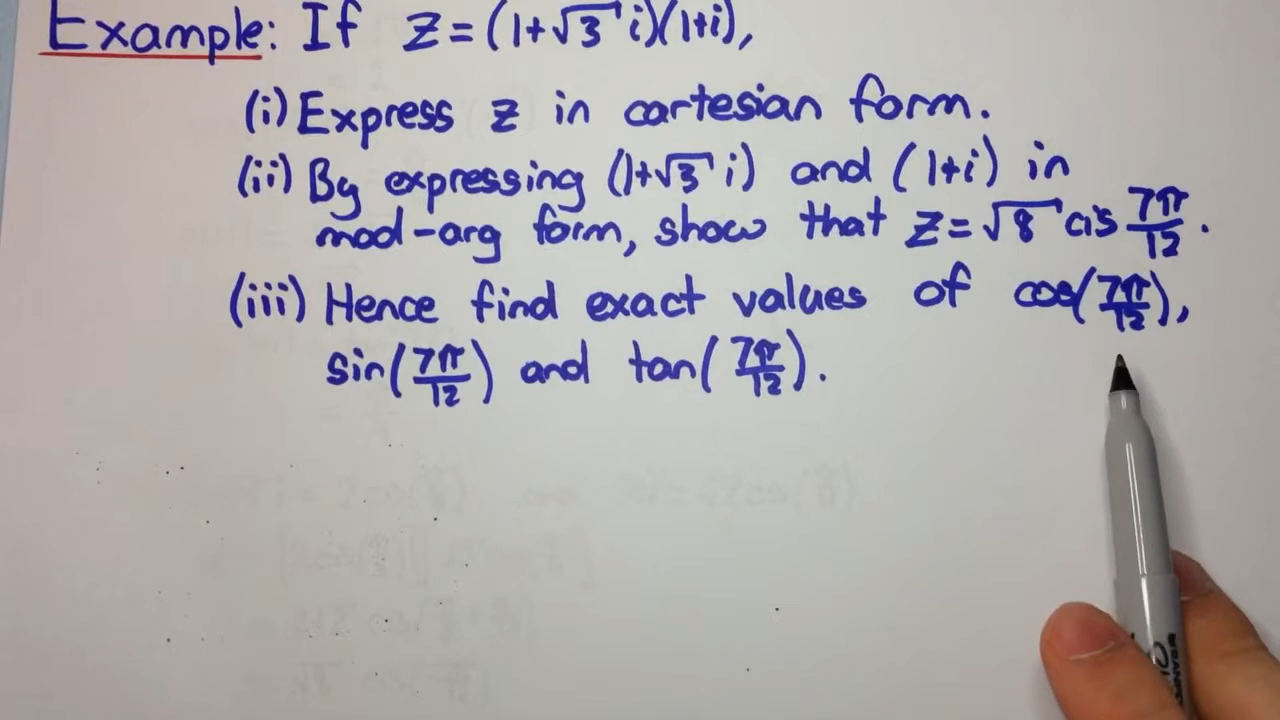 Example: If z = (1+√3 i)(1+i),
(i) Express z in cartesian form.
(ii) By expressing (1+√3 i) and (1+i) in
mod-arg form, show that z = √8 cis 7π/12.
(iii) Hence find exact values of cos(7π/12),
sin(7π/12) and tan(7π/12).